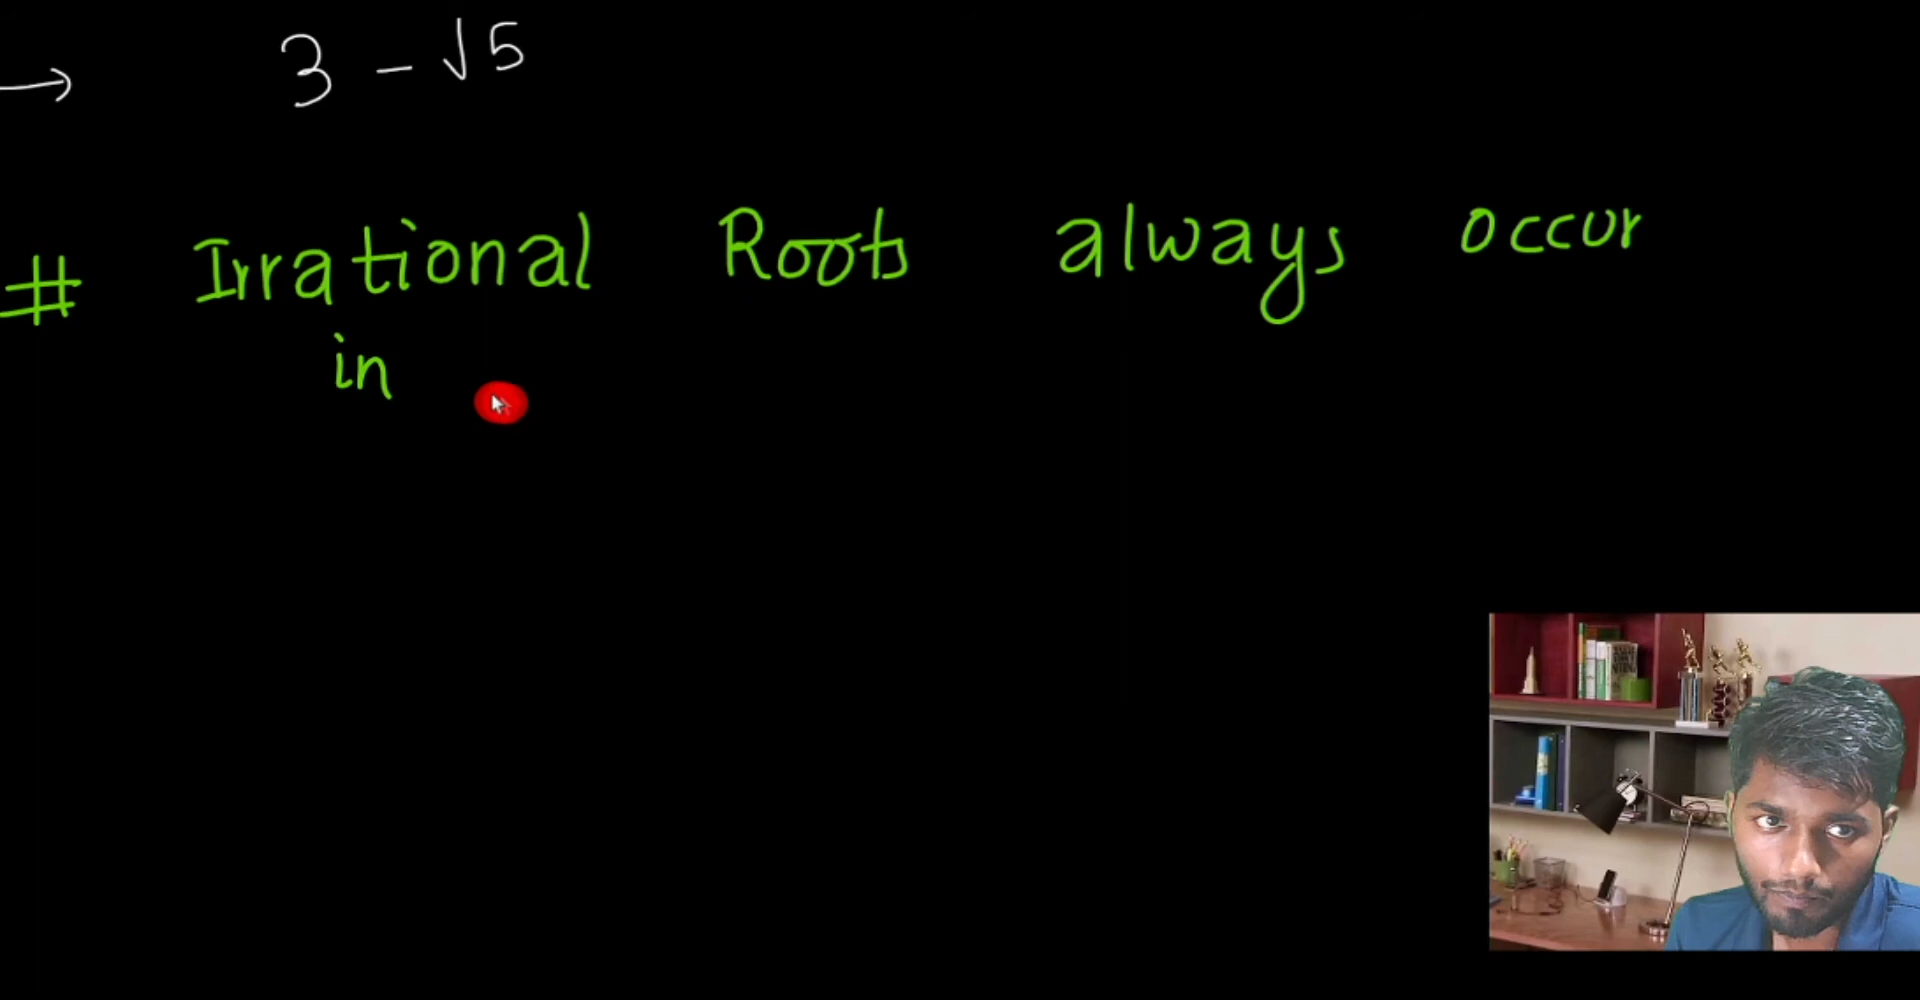 → 3 - √5
# Irrational Roots always occur
in